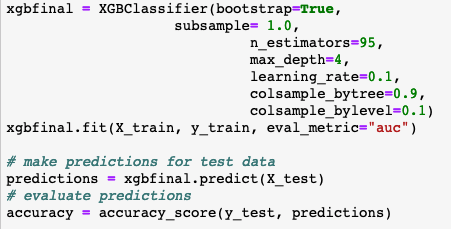 xgbfinal = XGBClassifier(bootstrap=True,
subsample= 1.0,
n_estimators=95,
max_depth=4,
learning_rate=0.1,
colsample_bytree=0.9,
colsample_bylevel=0.1)
xgbfinal.fit(X_train, y_train, eval_metric="auc")
# make predictions for test data
predictions = xgbfinal.predict(X_test)
# evaluate predictions
accuracy = accuracy_score(y_test, predictions)